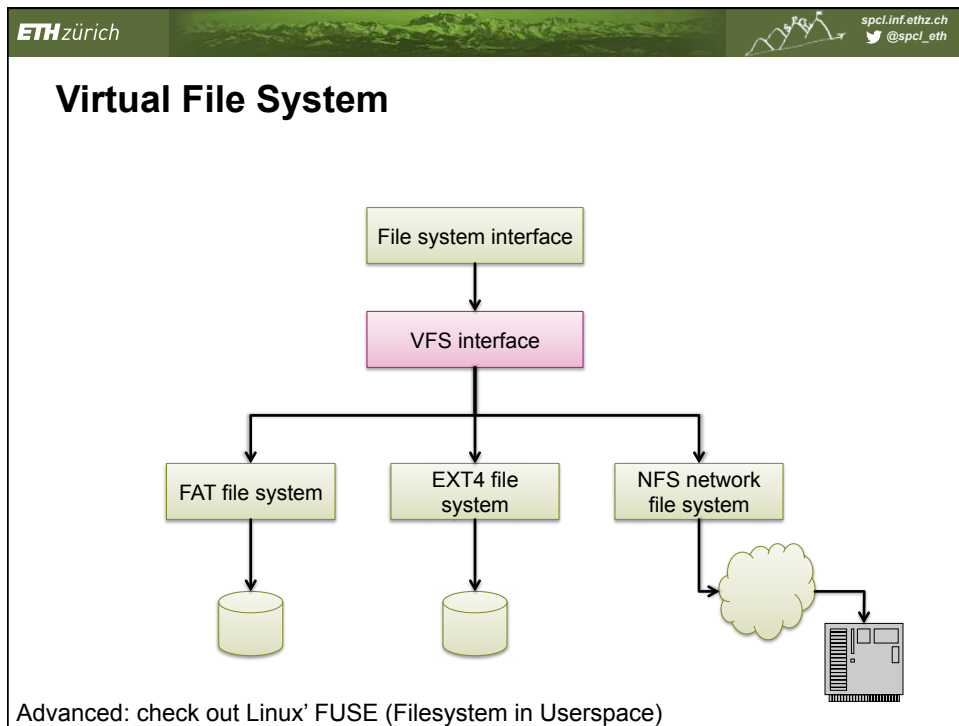 ETH zürich
spcl.inf.ethz.ch
@spcl_eth
Virtual File System
File system interface
VFS interface
FAT file system
EXT4 file
system
NFS network
file system
Advanced: check out Linux’ FUSE (Filesystem in Userspace)